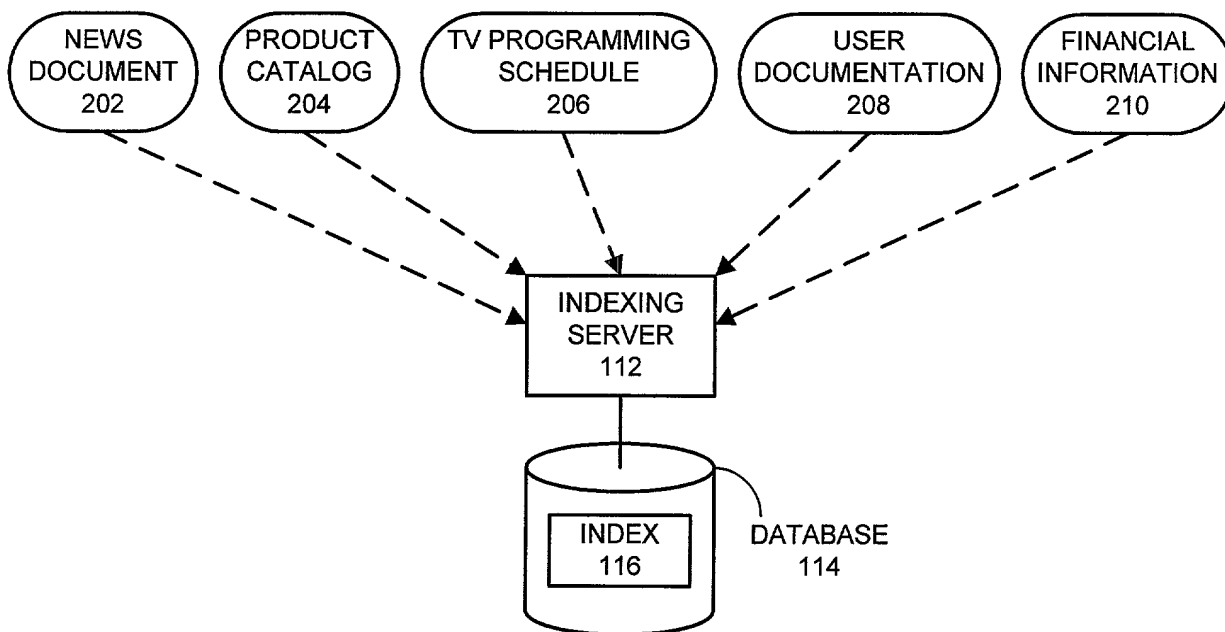 NEWS
DOCUMENT
202
PRODUCT
CATALOG
204
TV PROGRAMMING
SCHEDULE
206
USER
DOCUMENTATION
208
FINANCIAL
INFORMATION
210
INDEXING
SERVER
112
INDEX
116
DATABASE
114